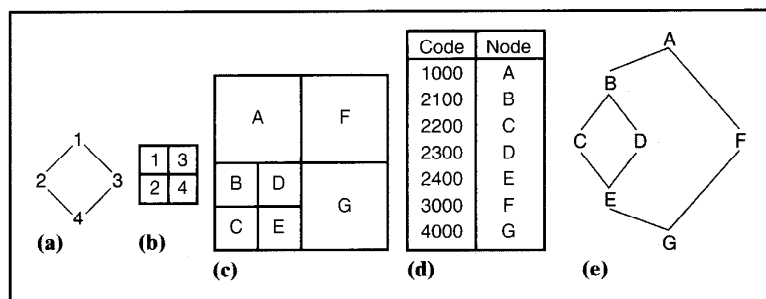 1
2 3
4
(a)
1 3
2 4
(b)
A F
B D
G
C E
(c)
Code Node
1000 A
2100 B
2200 C
2300 D
2400 E
3000 F
4000 G
(d)
A
B
C D F
E
G
(e)